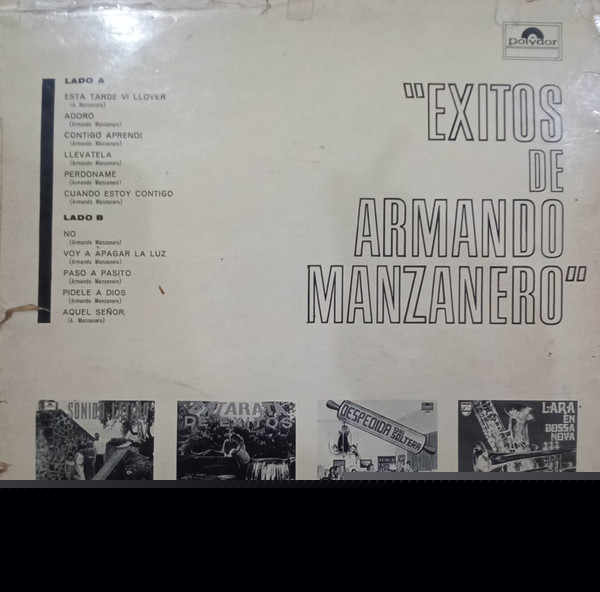 polydor
"EXITOS
DE
ARMANDO
MANZANERO"
LADO A
ESTA TARDE VI LLOVER
(A. Manzanero)
ADORO
(Armando Manzanero)
CONTIGO APRENDI
(Armando Manzanero)
LLEVATELA
(Armando Manzanero)
PERDONAME
(Armando Manzanero)
CUANDO ESTOY CONTIGO
(Armando Manzanero)
LADO B
NO
(Armando Manzanero)
VOY A APAGAR LA LUZ
(Armando Manzanero)
PASO A PASITO
(Armando Manzanero)
PIDELE A DIOS
(Armando Manzanero)
AQUEL SEÑOR
(A. Manzanero)
SONIDO
DE EXITOS
DESPEDIDA
SOLTERA
LARA
EN
BOSSA
NOVA